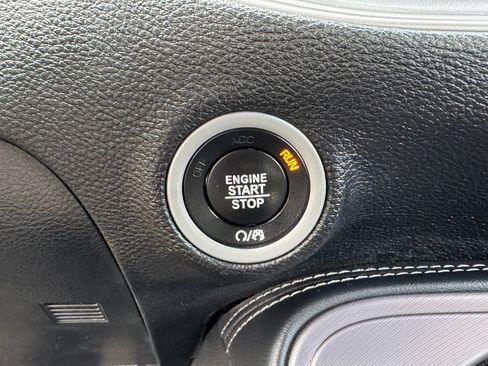 OFF ACC RUN
ENGINE
START
STOP